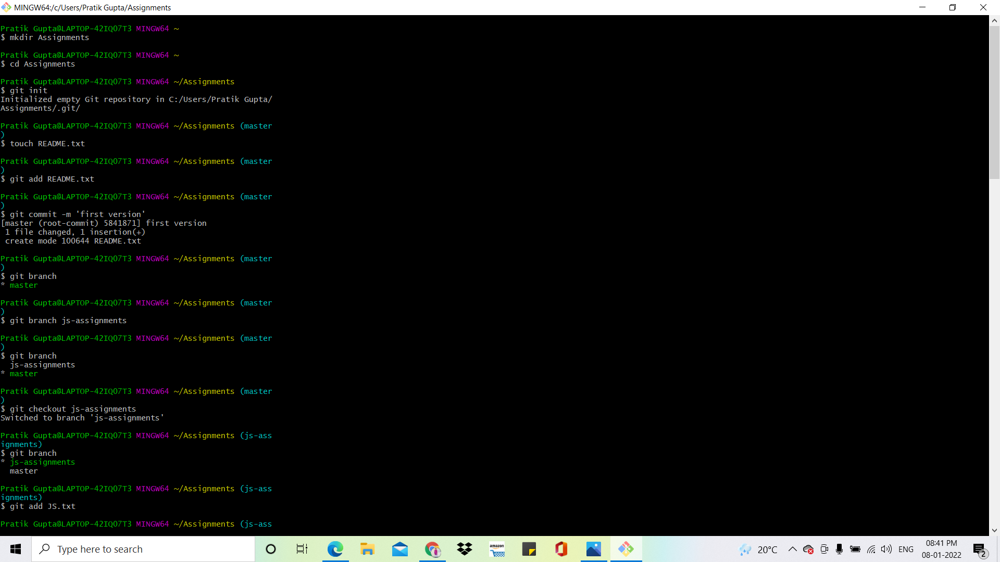 MINGW64:/c/Users/Pratik Gupta/Assignments
Pratik Gupta@LAPTOP-42IQ07T3 MINGW64 ~
$ mkdir Assignments
Pratik Gupta@LAPTOP-42IQ07T3 MINGW64 ~
$ cd Assignments
Pratik Gupta@LAPTOP-42IQ07T3 MINGW64 ~/Assignments
$ git init
Initialized empty Git repository in C:/Users/Pratik Gupta/
Assignments/.git/
Pratik Gupta@LAPTOP-42IQ07T3 MINGW64 ~/Assignments (master
)
$ touch README.txt
Pratik Gupta@LAPTOP-42IQ07T3 MINGW64 ~/Assignments (master
)
$ git add README.txt
Pratik Gupta@LAPTOP-42IQ07T3 MINGW64 ~/Assignments (master
)
$ git commit -m 'first version'
[master (root-commit) 5841871] first version
 1 file changed, 1 insertion(+)
 create mode 100644 README.txt
Pratik Gupta@LAPTOP-42IQ07T3 MINGW64 ~/Assignments (master
)
$ git branch
* master
Pratik Gupta@LAPTOP-42IQ07T3 MINGW64 ~/Assignments (master
)
$ git branch js-assignments
Pratik Gupta@LAPTOP-42IQ07T3 MINGW64 ~/Assignments (master
)
$ git branch
  js-assignments
* master
Pratik Gupta@LAPTOP-42IQ07T3 MINGW64 ~/Assignments (master
)
$ git checkout js-assignments
Switched to branch 'js-assignments'
Pratik Gupta@LAPTOP-42IQ07T3 MINGW64 ~/Assignments (js-ass
ignments)
$ git branch
* js-assignments
  master
Pratik Gupta@LAPTOP-42IQ07T3 MINGW64 ~/Assignments (js-ass
ignments)
$ git add JS.txt
Pratik Gupta@LAPTOP-42IQ07T3 MINGW64 ~/Assignments (js-ass
Type here to search
amazon
20°C
ENG
08:41 PM
08-01-2022
2